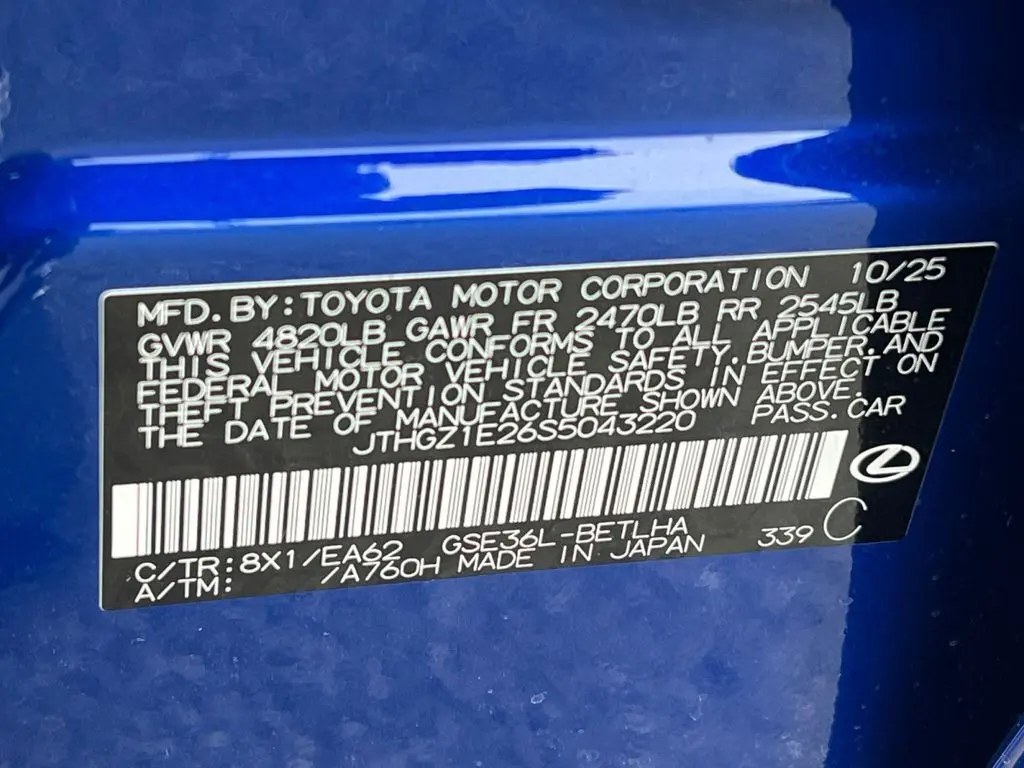 MFD. BY: TOYOTA MOTOR CORPORATION 10/25
GVWR 4820LB GAWR FR 2470LB RR 2545LB
THIS VEHICLE CONFORMS TO ALL APPLICABLE
FEDERAL MOTOR VEHICLE SAFETY, BUMPER, AND
THEFT PREVENTION STANDARDS IN EFFECT ON
THE DATE OF MANUFACTURE SHOWN ABOVE.
JTHGZ1E26S5043220 PASS. CAR
C/TR: 8X1/EA62 GSE36L-BETLHA 339 C
A/TM: /A760H MADE IN JAPAN